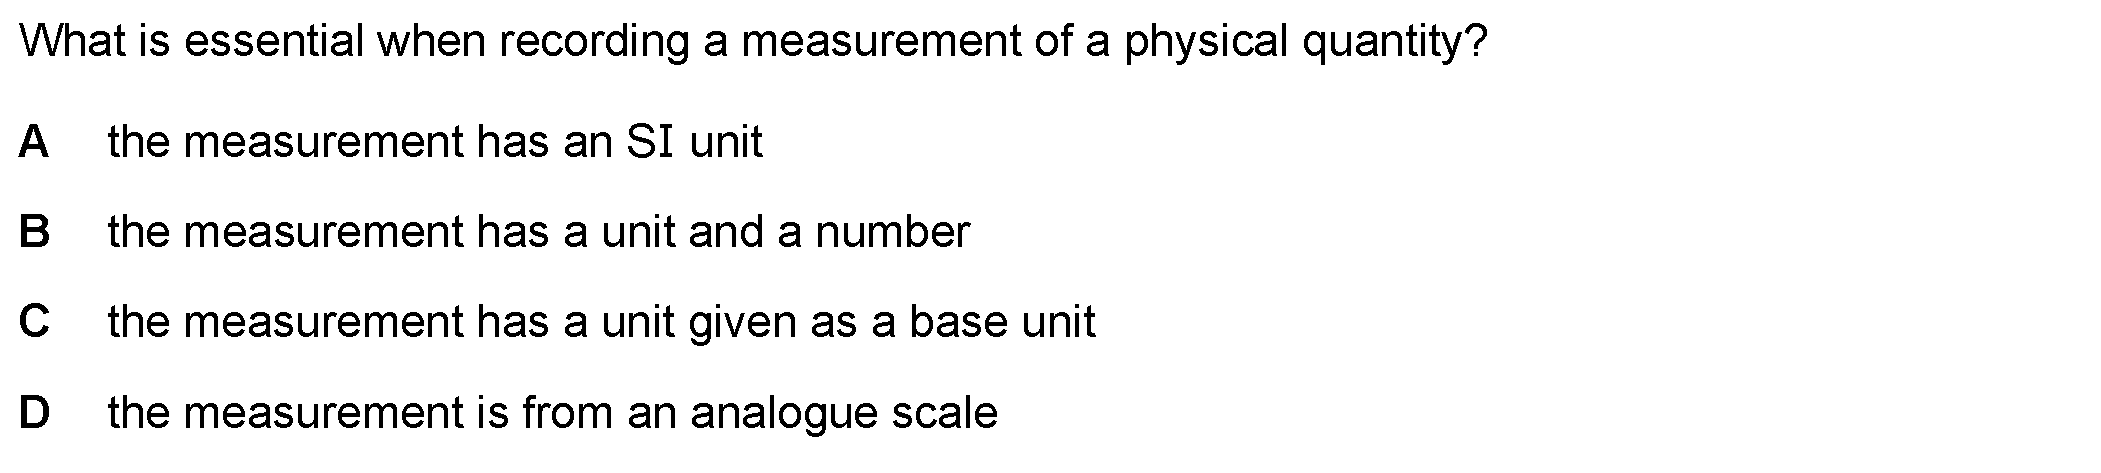 What is essential when recording a measurement of a physical quantity?
A the measurement has an SI unit
B the measurement has a unit and a number
C the measurement has a unit given as a base unit
D the measurement is from an analogue scale